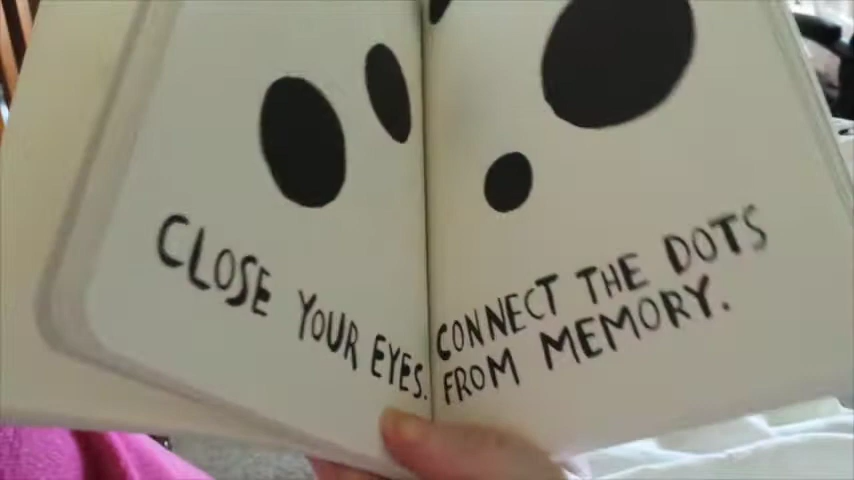 CLOSE YOUR EYES.
CONNECT THE DOTS
FROM MEMORY.